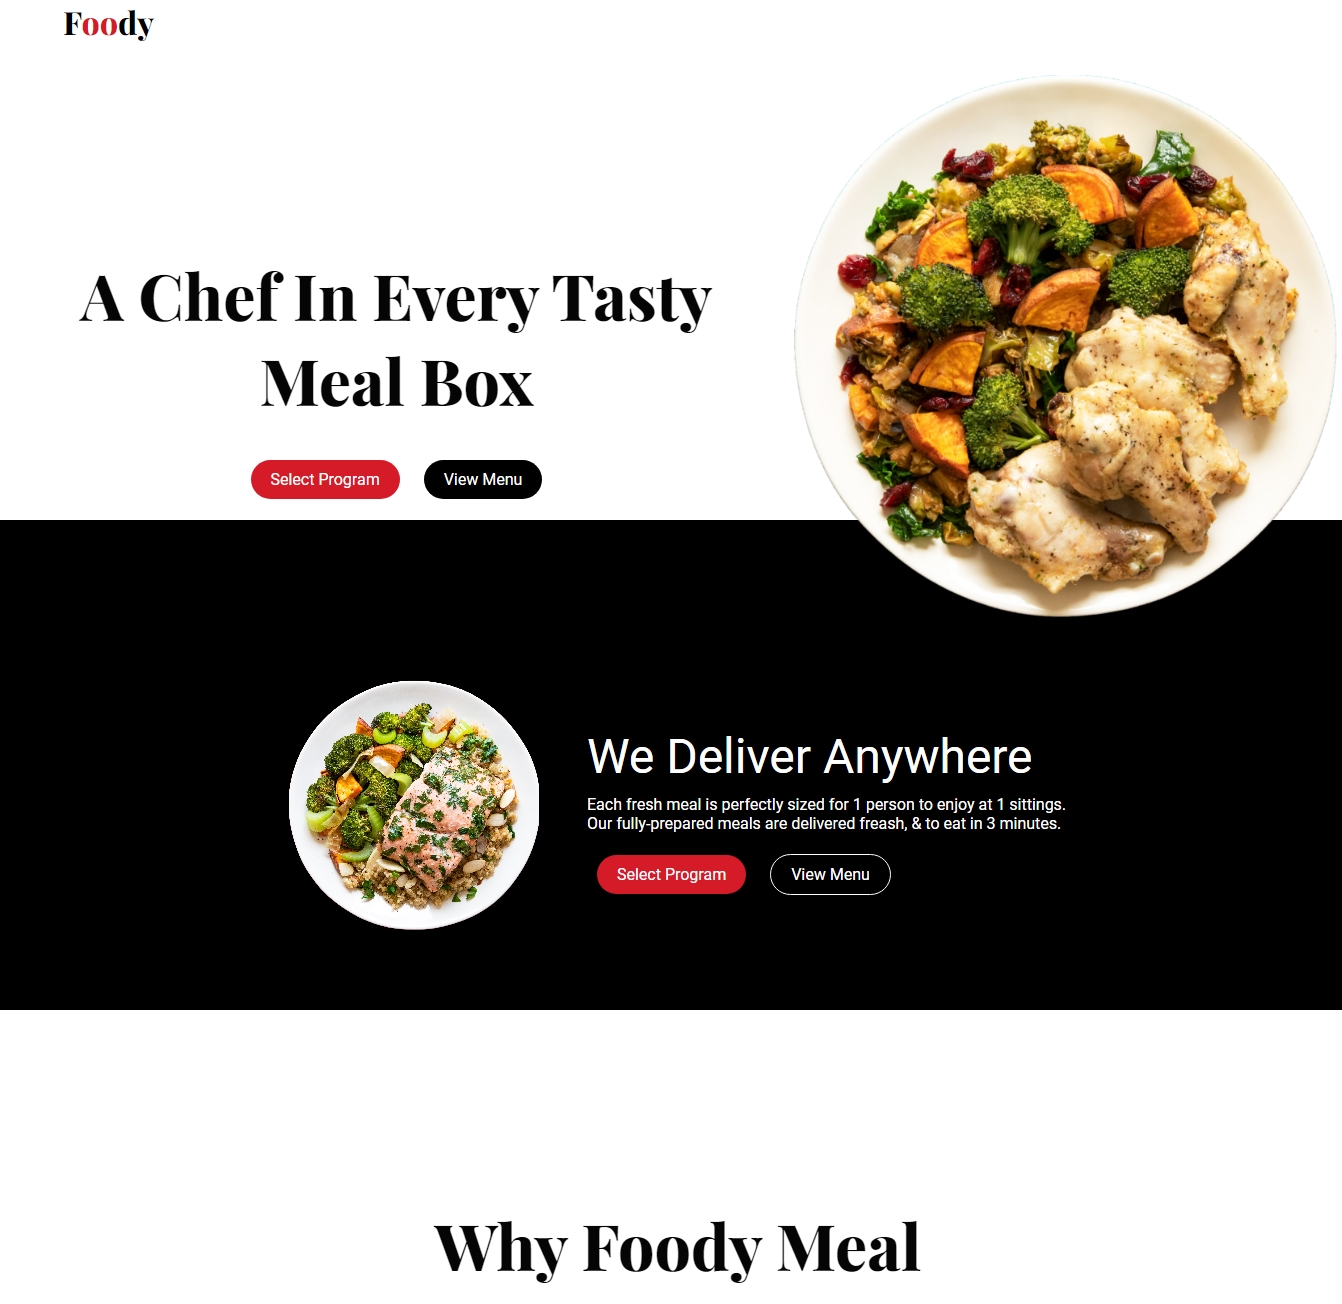 Foody
A Chef In Every Tasty
Meal Box
Select Program
View Menu
We Deliver Anywhere
Each fresh meal is perfectly sized for 1 person to enjoy at 1 sittings.
Our fully-prepared meals are delivered freash, & to eat in 3 minutes.
Select Program
View Menu
Why Foody Meal